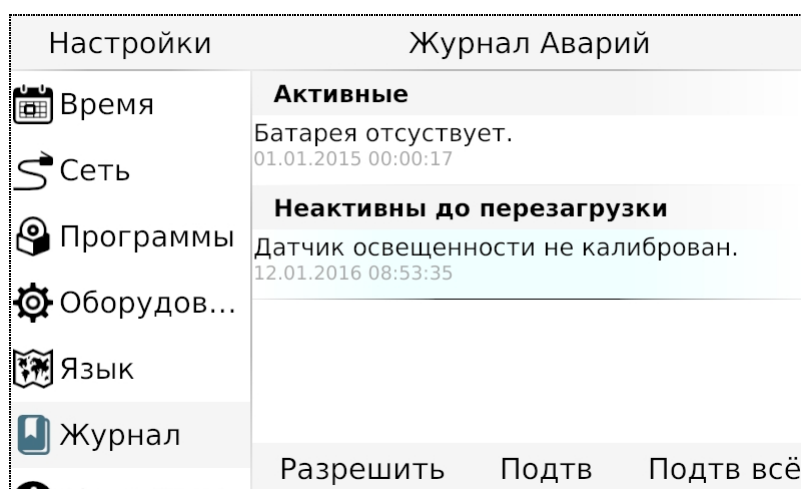 Настройки
Журнал Аварий
Время
Сеть
Программы
Оборудов...
Язык
Журнал
Активные
Батарея отсуствует.
01.01.2015 00:00:17
Неактивны до перезагрузки
Датчик освещенности не калиброван.
12.01.2016 08:53:35
Разрешить
Подтв
Подтв всё